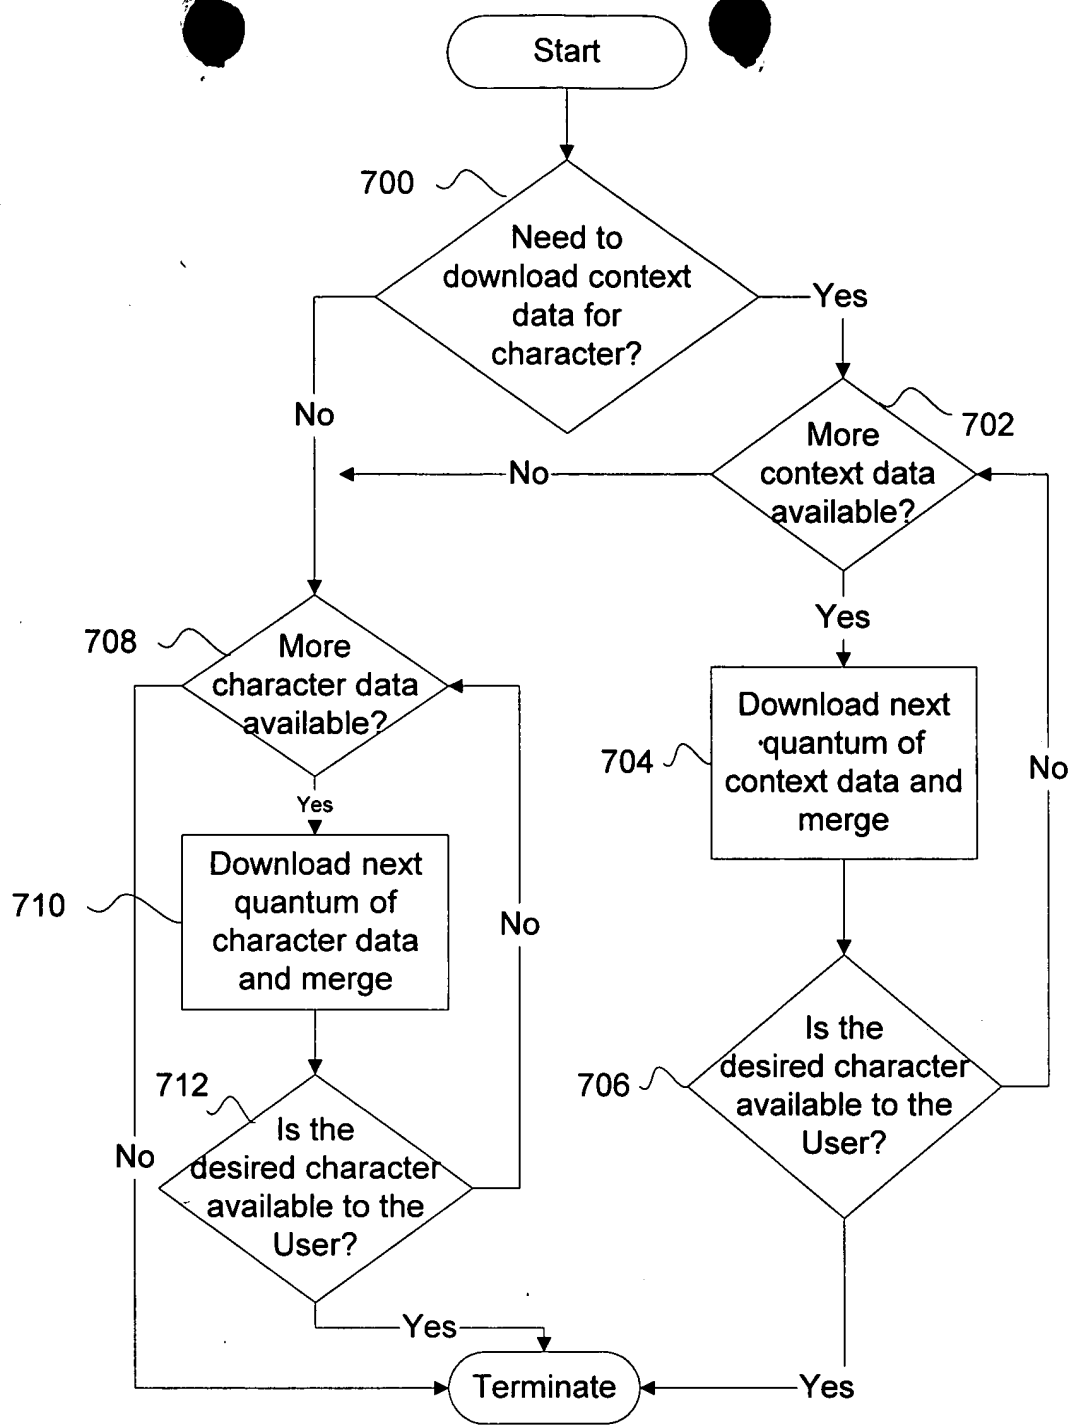 Start
700
Need to
download context
data for
character?
Yes
No
702
More
context data
available?
No
Yes
708
More
character data
available?
704
Download next
quantum of
context data and
merge
No
Yes
710
Download next
quantum of
character data
and merge
No
706
Is the
desired character
available to the
User?
712
Is the
desired character
available to the
User?
No
Yes
Terminate
Yes